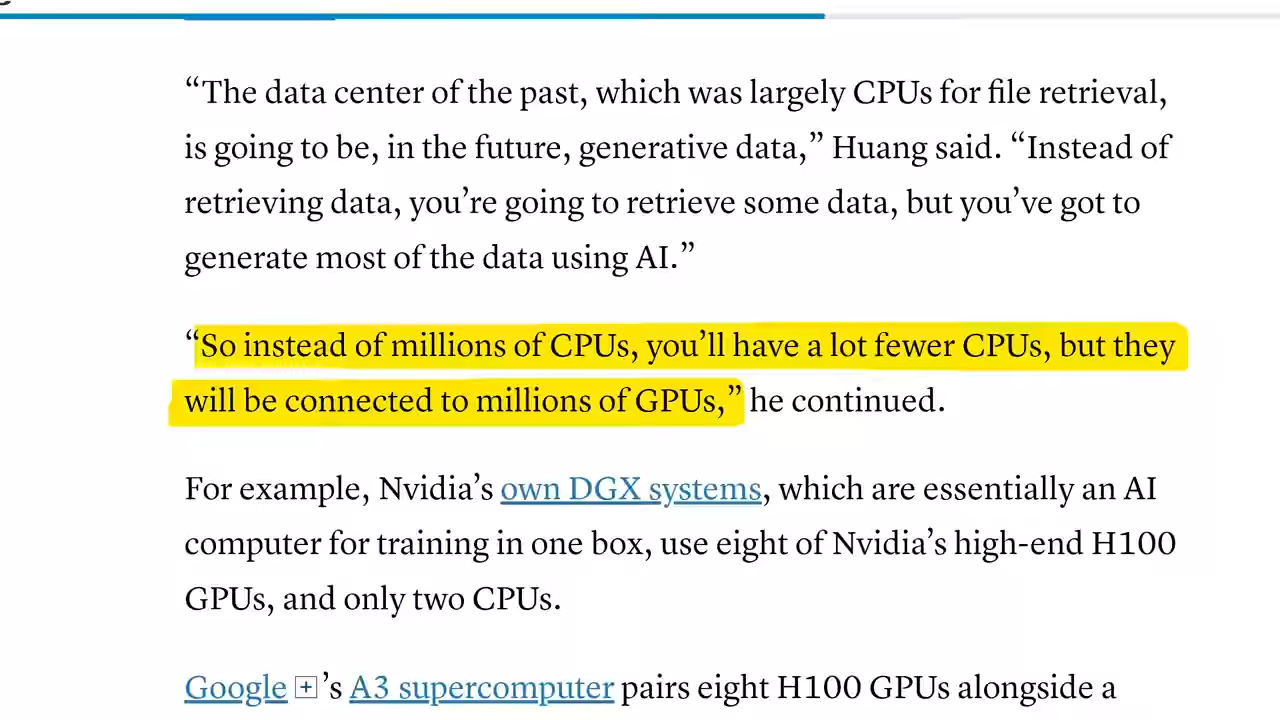 “The data center of the past, which was largely CPUs for file retrieval,
is going to be, in the future, generative data,” Huang said. “Instead of
retrieving data, you’re going to retrieve some data, but you’ve got to
generate most of the data using AI.”
“So instead of millions of CPUs, you’ll have a lot fewer CPUs, but they
will be connected to millions of GPUs,” he continued.
For example, Nvidia’s own DGX systems, which are essentially an AI
computer for training in one box, use eight of Nvidia’s high-end H100
GPUs, and only two CPUs.
Google + ’s A3 supercomputer pairs eight H100 GPUs alongside a